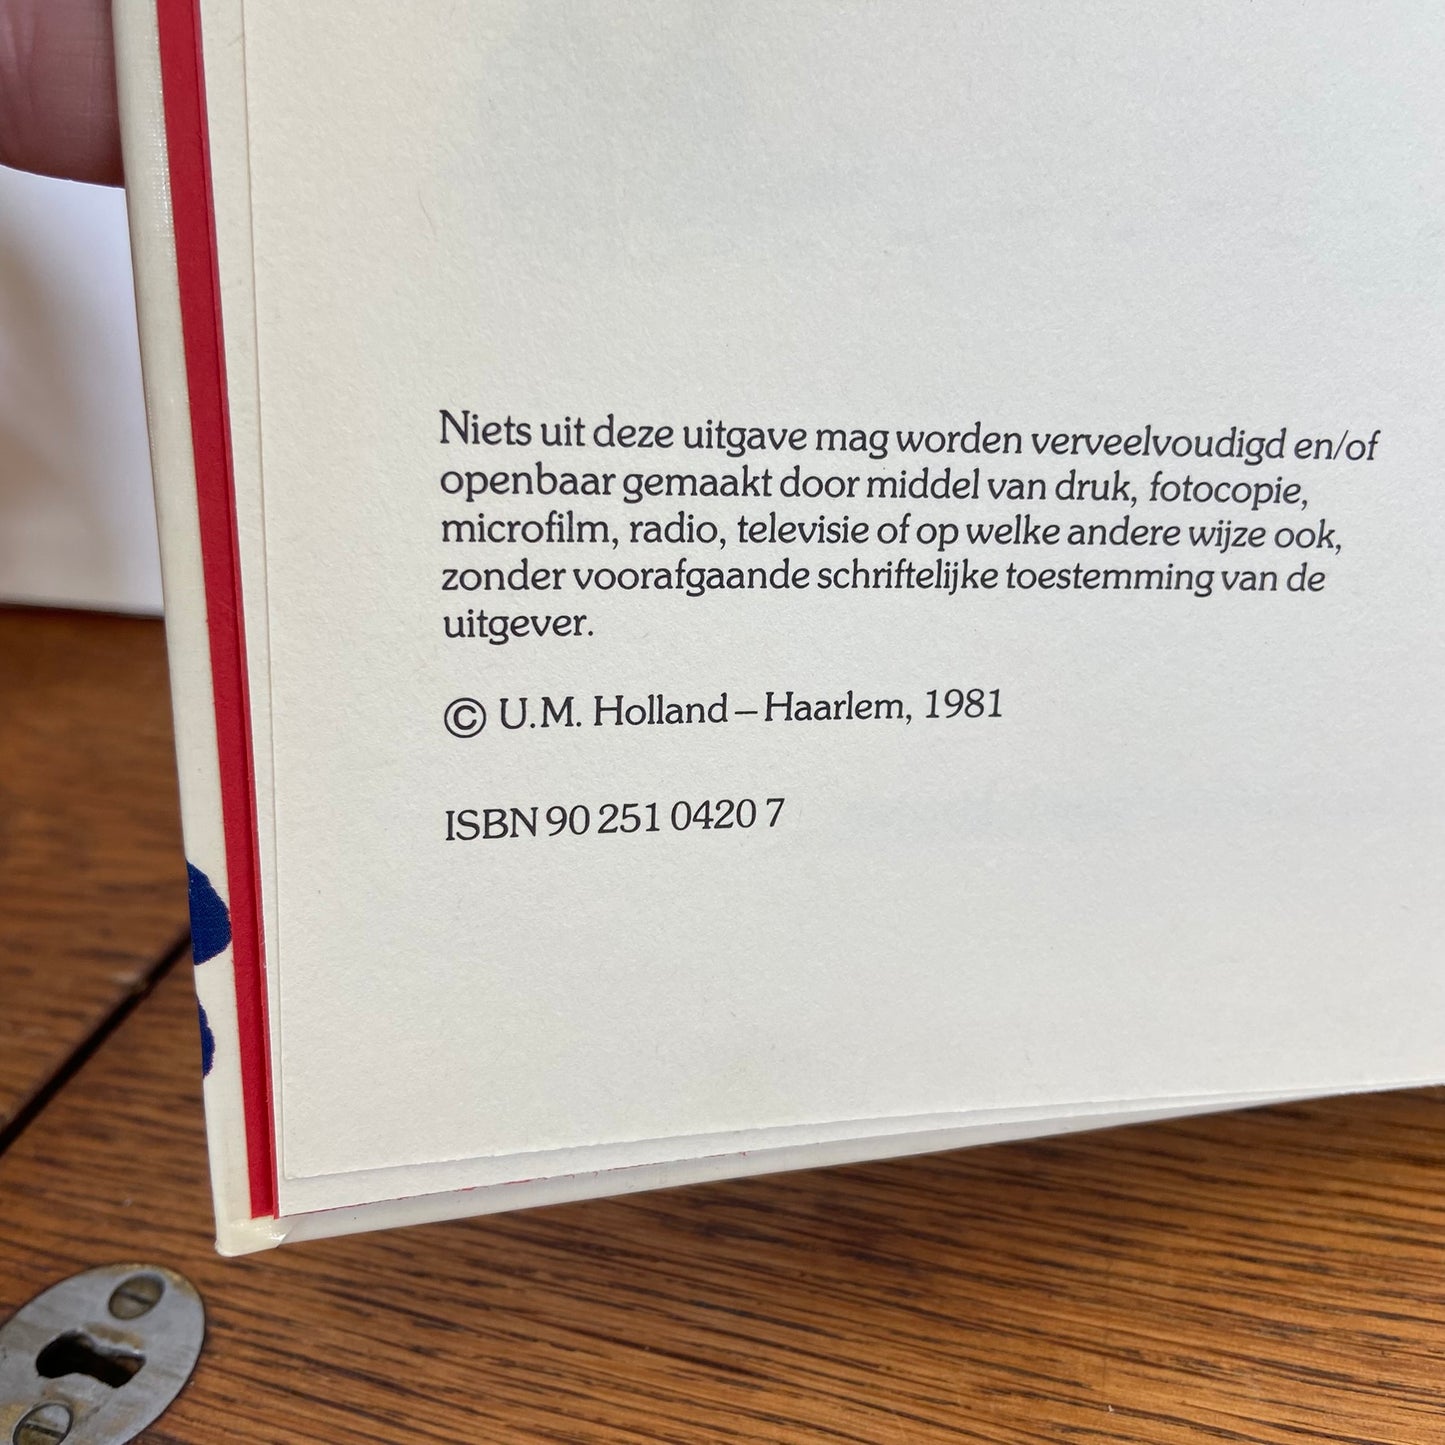 Niets uit deze uitgave mag worden verveelvoudigd en/of
openbaar gemaakt door middel van druk, fotocopie,
microfilm, radio, televisie of op welke andere wijze ook,
zonder voorafgaande schriftelijke toestemming van de
uitgever.
© U.M. Holland – Haarlem, 1981
ISBN 90 251 0420 7